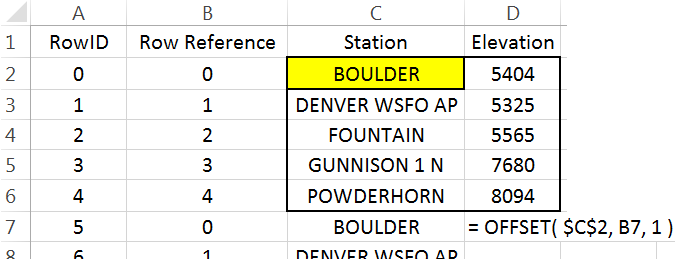 A B C D
1 RowID Row Reference Station Elevation
2 0 0 BOULDER 5404
3 1 1 DENVER WSFO AP 5325
4 2 2 FOUNTAIN 5565
5 3 3 GUNNISON 1 N 7680
6 4 4 POWDERHORN 8094
7 5 0 BOULDER = OFFSET( $C$2, B7, 1 )
8 6 1 DENVER WSFO AP